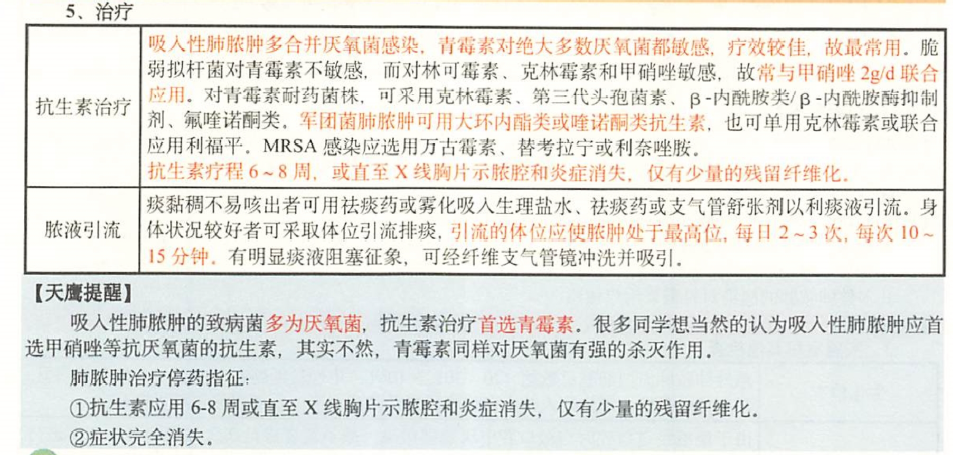 5、治疗
抗生素治疗
吸入性肺脓肿多合并厌氧菌感染，青霉素对绝大多数厌氧菌都敏感，疗效较佳，故最常用。脆
弱拟杆菌对青霉素不敏感，而对林可霉素、克林霉素和甲硝唑敏感，故常与甲硝唑 2g/d 联合
应用。对青霉素耐药菌株，可采用克林霉素、第三代头孢菌素、β-内酰胺类/β-内酰胺酶抑制
剂、氟喹诺酮类。军团菌肺脓肿可用大环内酯类或喹诺酮类抗生素，也可单用克林霉素或联合
应用利福平。MRSA 感染应选用万古霉素、替考拉宁或利奈唑胺。
抗生素疗程 6~8 周，或直至 X 线胸片示脓腔和炎症消失，仅有少量的残留纤维化。
脓液引流
痰黏稠不易咳出者可用祛痰药或雾化吸入生理盐水、祛痰药或支气管舒张剂以利痰液引流。身
体状况较好者可采取体位引流排痰，引流的体位应使脓肿处于最高位，每日 2~3 次，每次 10~
15 分钟。有明显痰液阻塞征象，可经纤维支气管镜冲洗并吸引。
【天鹰提醒】
吸入性肺脓肿的致病菌多为厌氧菌，抗生素治疗首选青霉素。很多同学想当然的认为吸入性肺脓肿应首
选甲硝唑等抗厌氧菌的抗生素，其实不然，青霉素同样对厌氧菌有强的杀灭作用。
肺脓肿治疗停药指征：
①抗生素应用 6-8 周或直至 X 线胸片示脓腔和炎症消失，仅有少量的残留纤维化。
②症状完全消失。